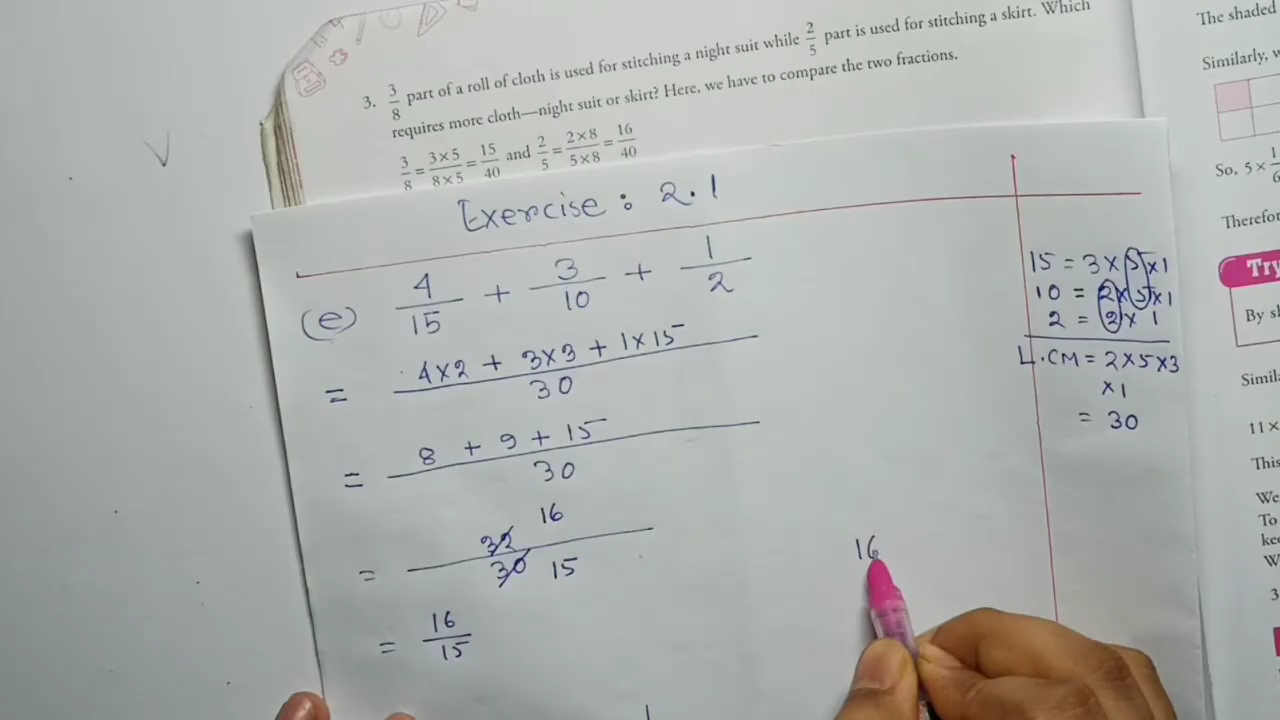 3. 3/8 part of a roll of cloth is used for stitching a night suit while 2/5 part is used for stitching a skirt. Which
requires more cloth—night suit or skirt? Here, we have to compare the two fractions.
3/8 = 3×5/8×5 = 15/40 and 2/5 = 2×8/5×8 = 16/40
Exercise : 2.1
(e) 4/15 + 3/10 + 1/2
= 4×2 + 3×3 + 1×15 / 30
= 8 + 9 + 15 / 30
= 32/30 16/15
= 16/15
15 = 3×5×1
10 = 2×5×1
2 = 2×1
L.CM = 2×5×3
×1
= 30
16
The shaded
Similarly,
So, 5×1/6
Therefor
Try
By
Simila
11×
This
We
To
3